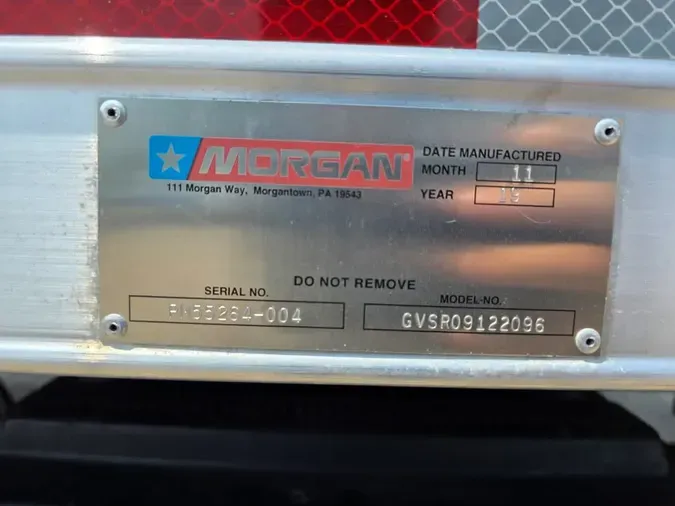 MORGAN®
111 Morgan Way, Morgantown, PA 19543
DATE MANUFACTURED
MONTH 11
YEAR
DO NOT REMOVE
SERIAL NO.
MODEL NO.
GVSR09122096